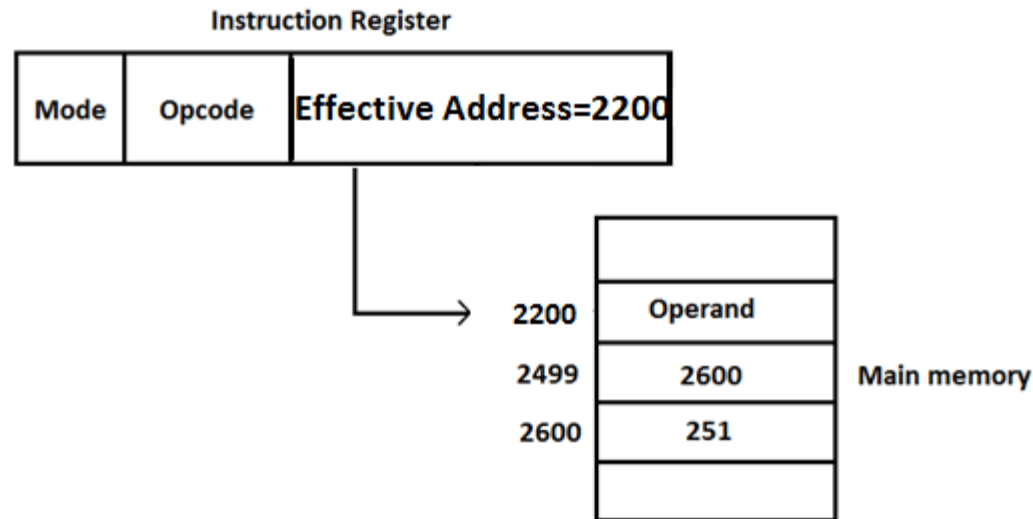 Instruction Register
Mode Opcode Effective Address=2200
2200 Operand
2499 2600 Main memory
2600 251